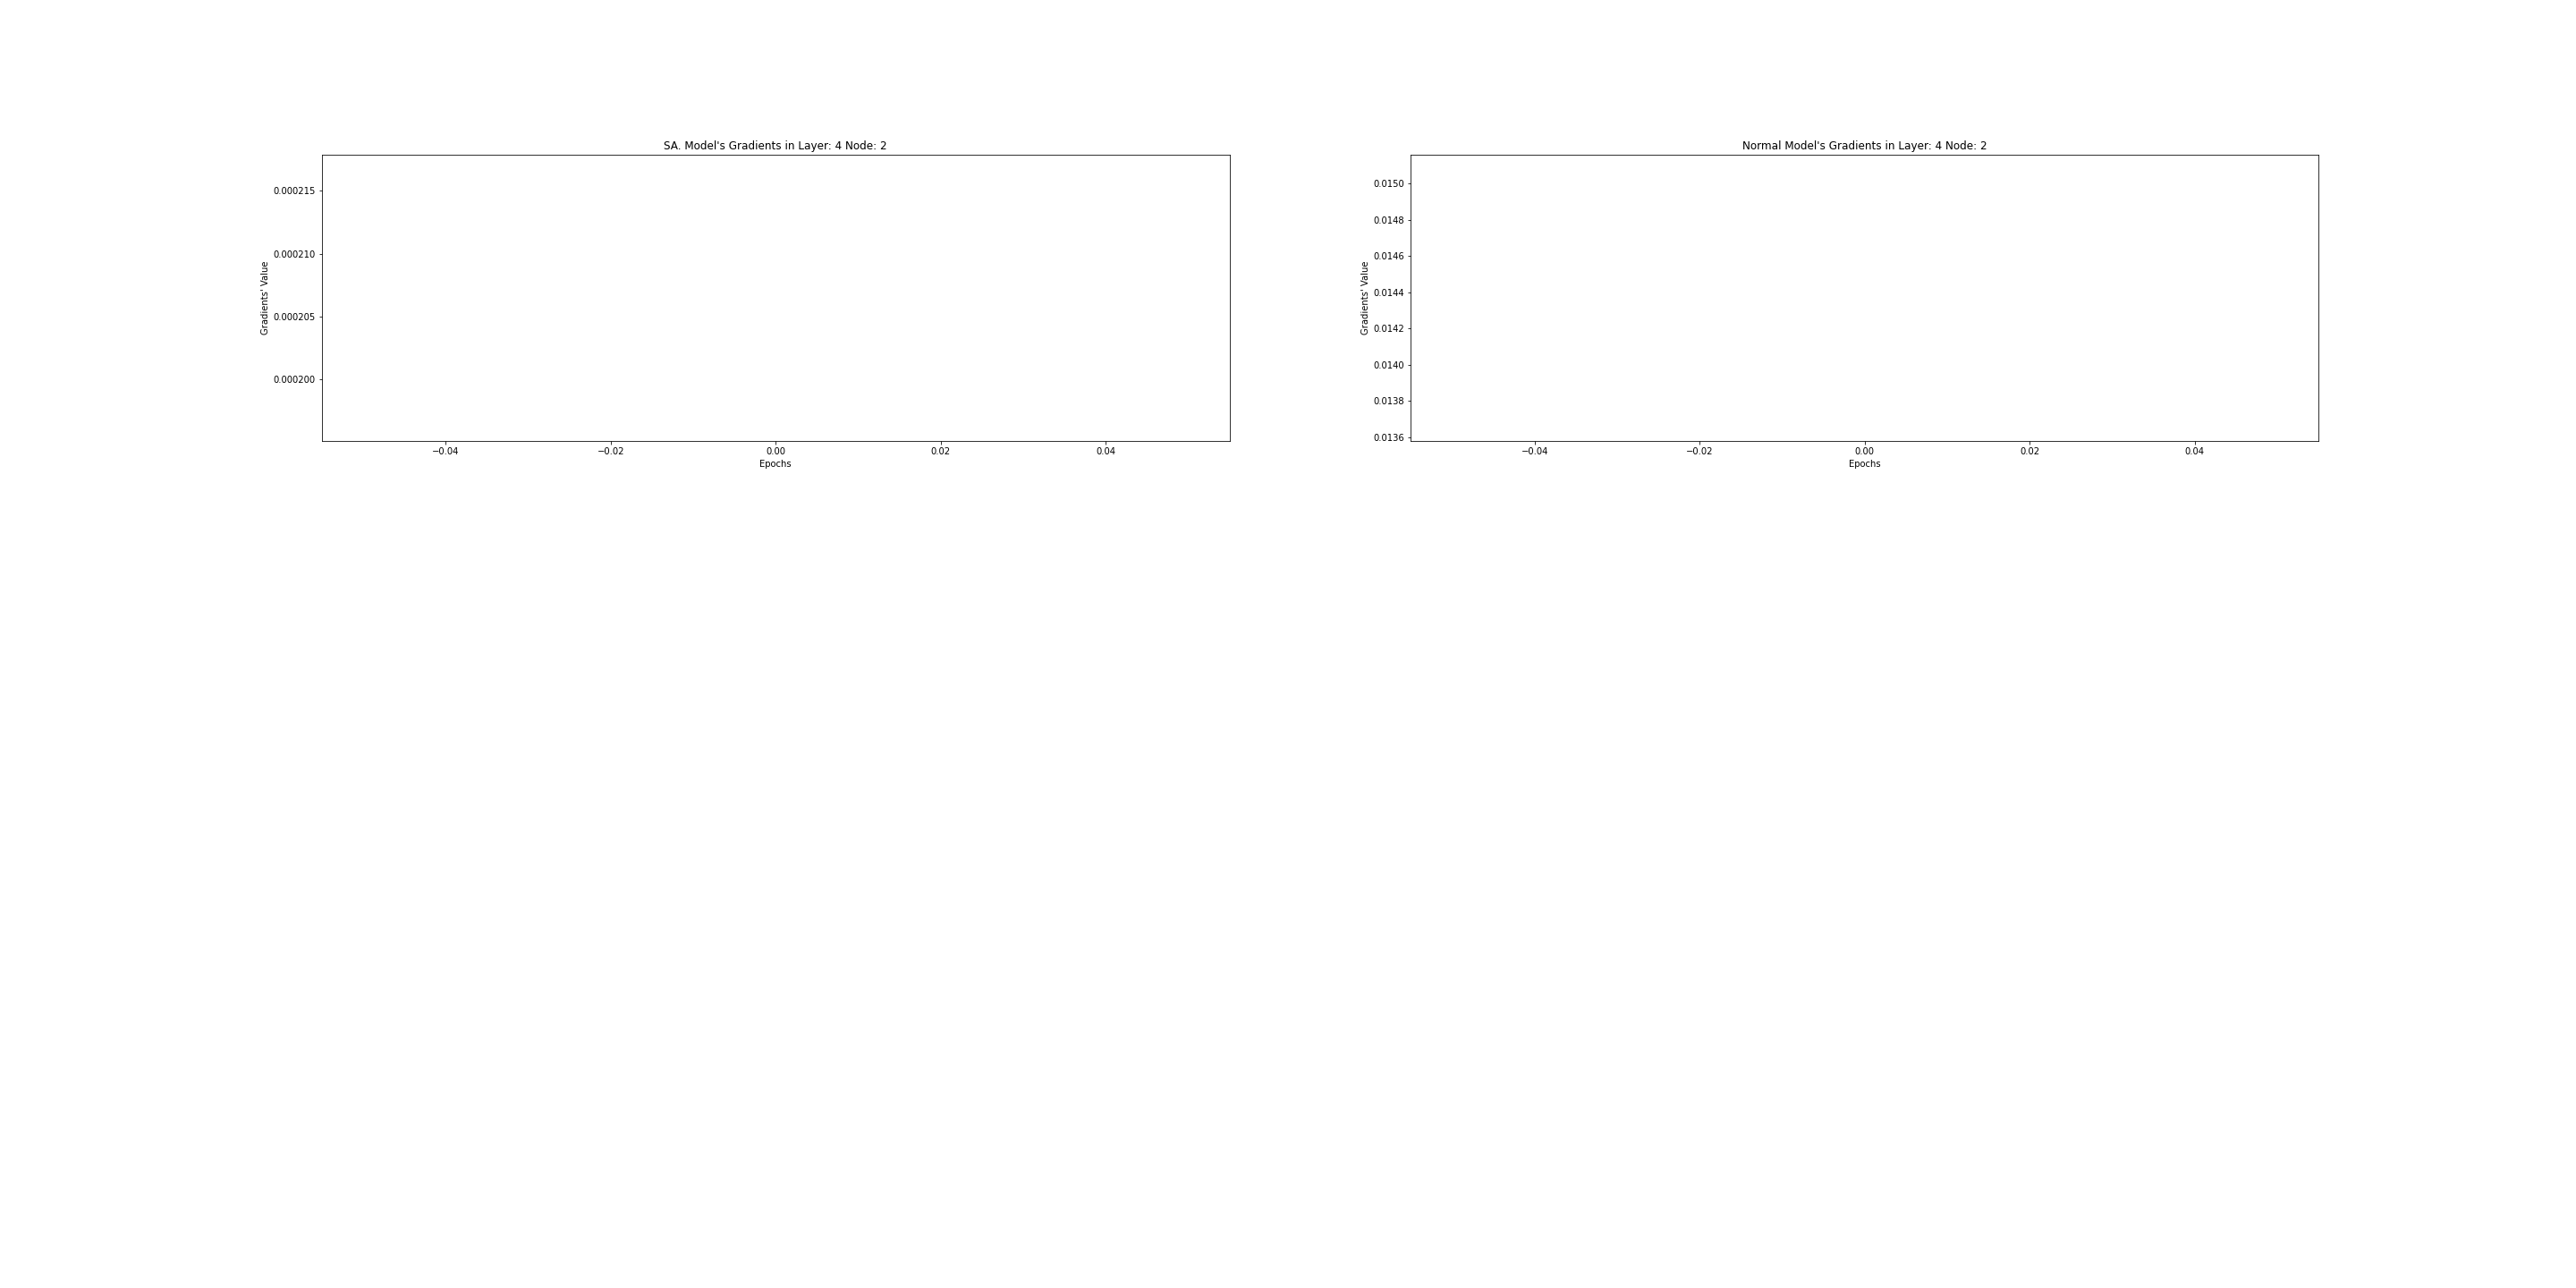 SA. Model's Gradients in Layer: 4 Node: 2
0.000215
0.000210
0.000205
0.000200
Gradients' Value
−0.04 −0.02 0.00 0.02 0.04
Epochs
Normal Model's Gradients in Layer: 4 Node: 2
0.0150
0.0148
0.0146
0.0144
0.0142
0.0140
0.0138
0.0136
Gradients' Value
−0.04 −0.02 0.00 0.02 0.04
Epochs